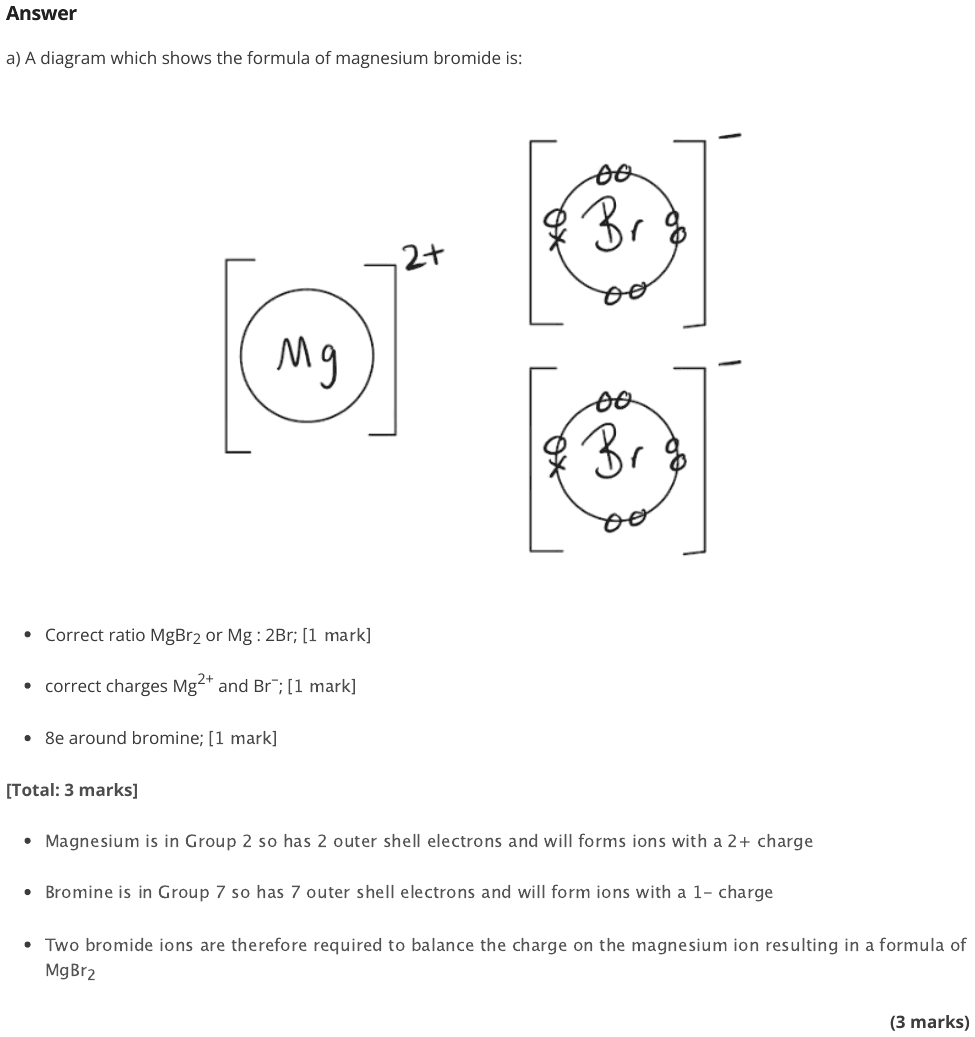 Answer
a) A diagram which shows the formula of magnesium bromide is:
−
Br
2+
Mg
−
Br
• Correct ratio MgBr₂ or Mg : 2Br; [1 mark]
• correct charges Mg²⁺ and Br⁻; [1 mark]
• 8e around bromine; [1 mark]
[Total: 3 marks]
• Magnesium is in Group 2 so has 2 outer shell electrons and will forms ions with a 2+ charge
• Bromine is in Group 7 so has 7 outer shell electrons and will form ions with a 1− charge
• Two bromide ions are therefore required to balance the charge on the magnesium ion resulting in a formula of
MgBr₂
(3 marks)